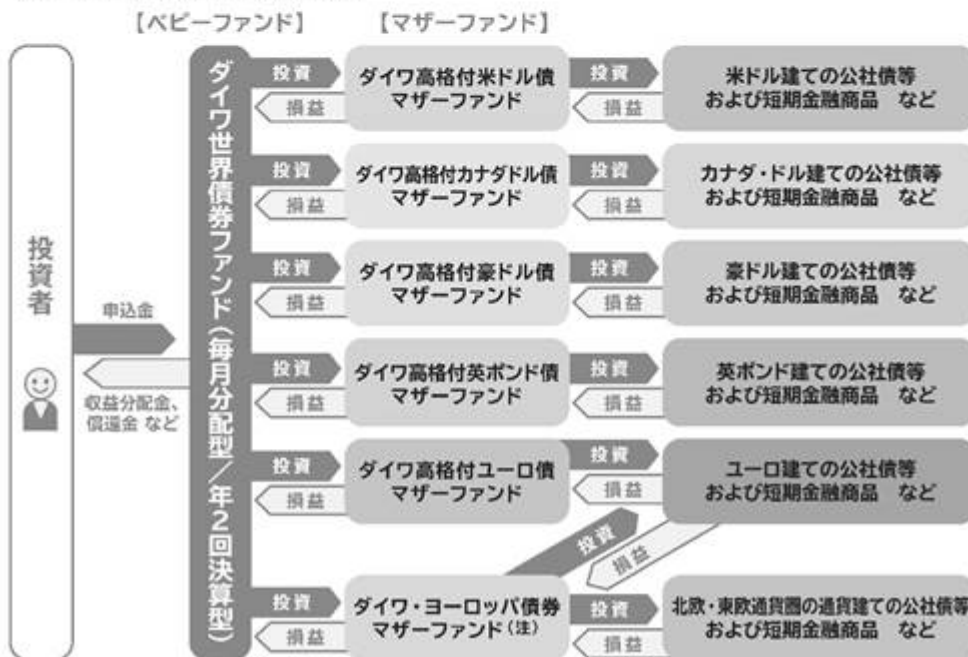 【ベビーファンド】
【マザーファンド】
投資者
申込金
収益分配金、
償還金 など
ダイワ世界債券ファンド（毎月分配型／年２回決算型）
投資
損益
ダイワ高格付米ドル債
マザーファンド
投資
損益
米ドル建ての公社債等
および短期金融商品　など
投資
損益
ダイワ高格付カナダドル債
マザーファンド
投資
損益
カナダ・ドル建ての公社債等
および短期金融商品　など
投資
損益
ダイワ高格付豪ドル債
マザーファンド
投資
損益
豪ドル建ての公社債等
および短期金融商品　など
投資
損益
ダイワ高格付英ポンド債
マザーファンド
投資
損益
英ポンド建ての公社債等
および短期金融商品　など
投資
損益
ダイワ高格付ユーロ債
マザーファンド
投資
損益
ユーロ建ての公社債等
および短期金融商品　など
投資
損益
投資
損益
ダイワ・ヨーロッパ債券
マザーファンド（注）
投資
損益
北欧・東欧通貨圏の通貨建ての公社債等
および短期金融商品　など